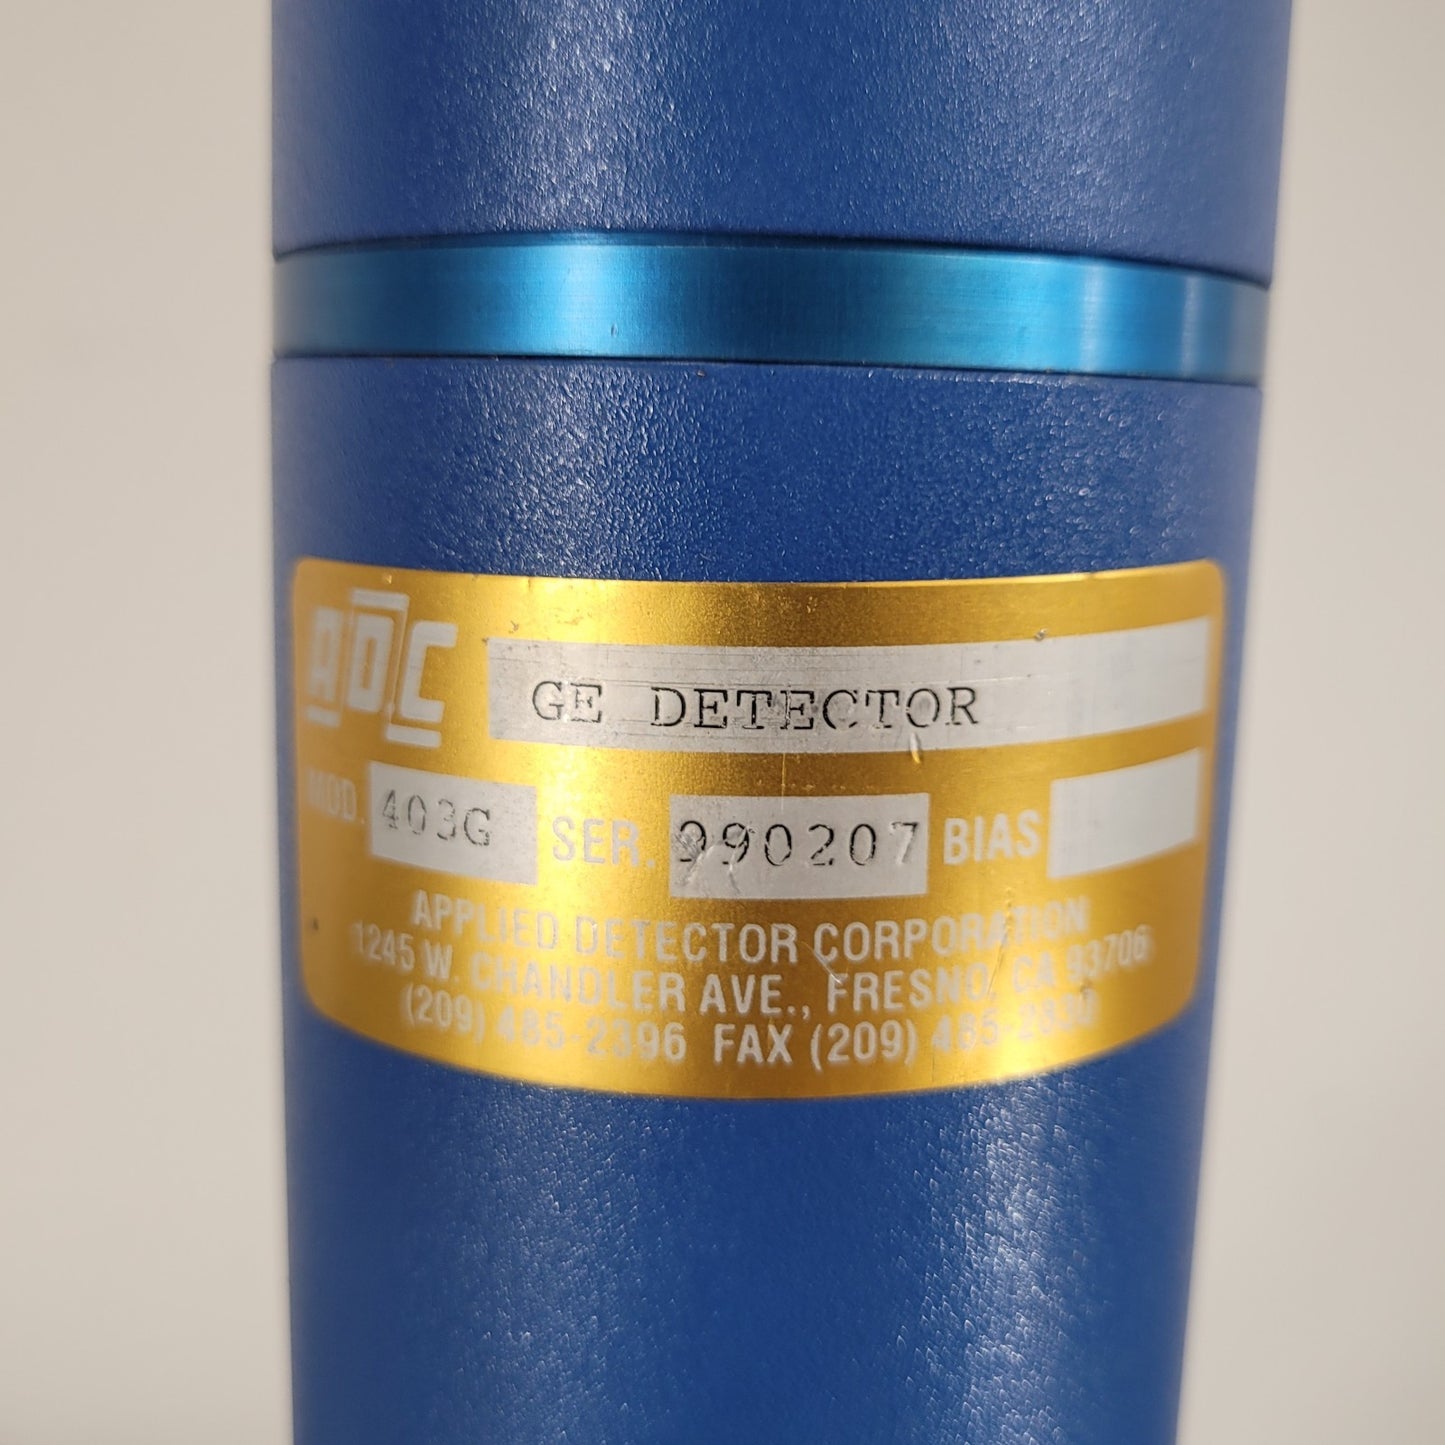 ADC GE DETECTOR
MOD. 403G SER. 990207 BIAS
APPLIED DETECTOR CORPORATION
1245 W. CHANDLER AVE., FRESNO, CA 93706
(209) 485-2396 FAX (209)